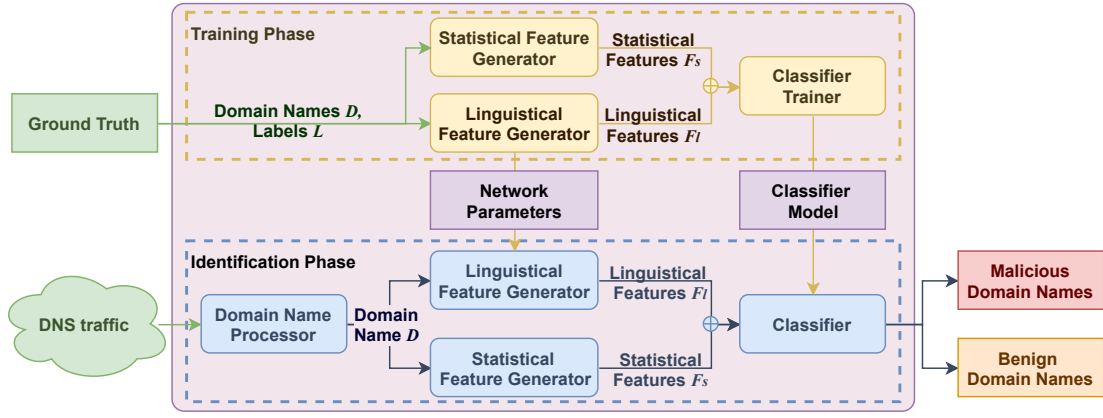 Training Phase
Statistical Feature
Generator
Statistical
Features Fs
Classifier
Trainer
Ground Truth
Domain Names D,
Labels L
Linguistical
Feature Generator
Linguistical
Features Fl
Network
Parameters
Classifier
Model
Identification Phase
DNS traffic
Domain Name
Processor
Domain
Name D
Linguistical
Feature Generator
Linguistical
Features Fl
Statistical
Feature Generator
Statistical
Features Fs
Classifier
Malicious
Domain Names
Benign
Domain Names